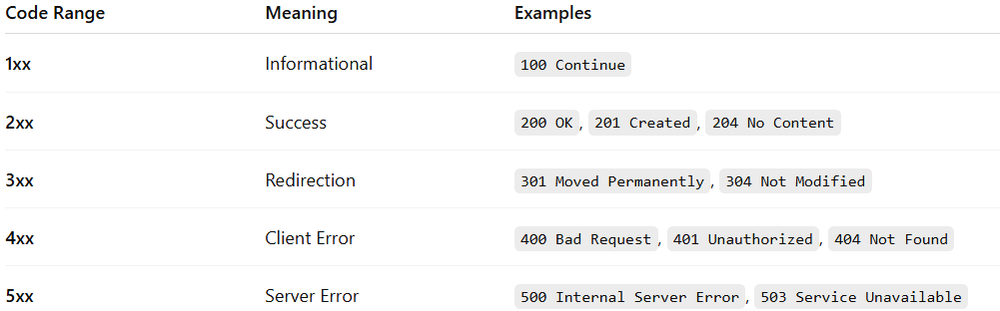 Code Range Meaning Examples
1xx Informational 100 Continue
2xx Success 200 OK, 201 Created, 204 No Content
3xx Redirection 301 Moved Permanently, 304 Not Modified
4xx Client Error 400 Bad Request, 401 Unauthorized, 404 Not Found
5xx Server Error 500 Internal Server Error, 503 Service Unavailable